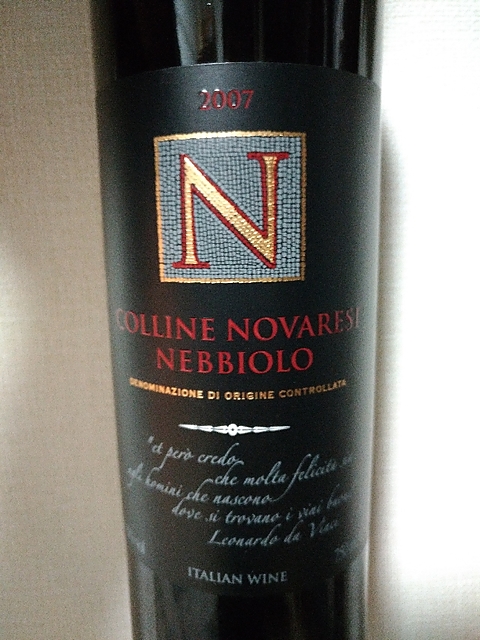 2007
N
COLLINE NOVARESE
NEBBIOLO
DENOMINAZIONE DI ORIGINE CONTROLLATA
"et però credo
che molta felicità
homini che nascono
dove si trovano i vini
Leonardo da Vinci
ITALIAN WINE